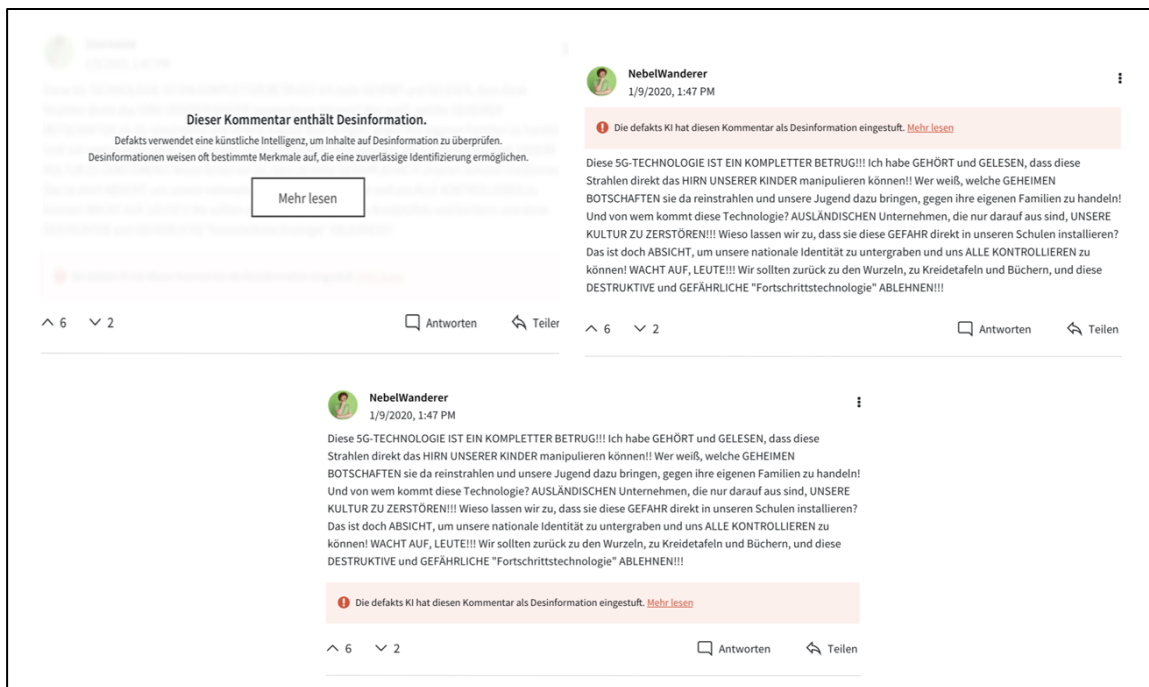 Dieser Kommentar enthält Desinformation.
Defakts verwendet eine künstliche Intelligenz, um Inhalte auf Desinformation zu überprüfen.
Desinformationen weisen oft bestimmte Merkmale auf, die eine zuverlässige Identifizierung ermöglichen.
Mehr lesen
6 2 Antworten Teilen
NebelWanderer
1/9/2020, 1:47 PM
Die defakts KI hat diesen Kommentar als Desinformation eingestuft. Mehr lesen
Diese 5G-TECHNOLOGIE IST EIN KOMPLETTER BETRUG!!! Ich habe GEHÖRT und GELESEN, dass diese
Strahlen direkt das HIRN UNSERER KINDER manipulieren können!! Wer weiß, welche GEHEIMEN
BOTSCHAFTEN sie da reinstrahlen und unsere Jugend dazu bringen, gegen ihre eigenen Familien zu handeln!
Und von wem kommt diese Technologie? AUSLÄNDISCHEN Unternehmen, die nur darauf aus sind, UNSERE
KULTUR ZU ZERSTÖREN!!! Wieso lassen wir zu, dass sie diese GEFAHR direkt in unseren Schulen installieren?
Das ist doch ABSICHT, um unsere nationale Identität zu untergraben und uns ALLE KONTROLLIEREN zu
können! WACHT AUF, LEUTE!!! Wir sollten zurück zu den Wurzeln, zu Kreidetafeln und Büchern, und diese
DESTRUKTIVE und GEFÄHRLICHE "Fortschrittstechnologie" ABLEHNEN!!!
6 2 Antworten Teilen
NebelWanderer
1/9/2020, 1:47 PM
Diese 5G-TECHNOLOGIE IST EIN KOMPLETTER BETRUG!!! Ich habe GEHÖRT und GELESEN, dass diese
Strahlen direkt das HIRN UNSERER KINDER manipulieren können!! Wer weiß, welche GEHEIMEN
BOTSCHAFTEN sie da reinstrahlen und unsere Jugend dazu bringen, gegen ihre eigenen Familien zu handeln!
Und von wem kommt diese Technologie? AUSLÄNDISCHEN Unternehmen, die nur darauf aus sind, UNSERE
KULTUR ZU ZERSTÖREN!!! Wieso lassen wir zu, dass sie diese GEFAHR direkt in unseren Schulen installieren?
Das ist doch ABSICHT, um unsere nationale Identität zu untergraben und uns ALLE KONTROLLIEREN zu
können! WACHT AUF, LEUTE!!! Wir sollten zurück zu den Wurzeln, zu Kreidetafeln und Büchern, und diese
DESTRUKTIVE und GEFÄHRLICHE "Fortschrittstechnologie" ABLEHNEN!!!
Die defakts KI hat diesen Kommentar als Desinformation eingestuft. Mehr lesen
6 2 Antworten Teilen